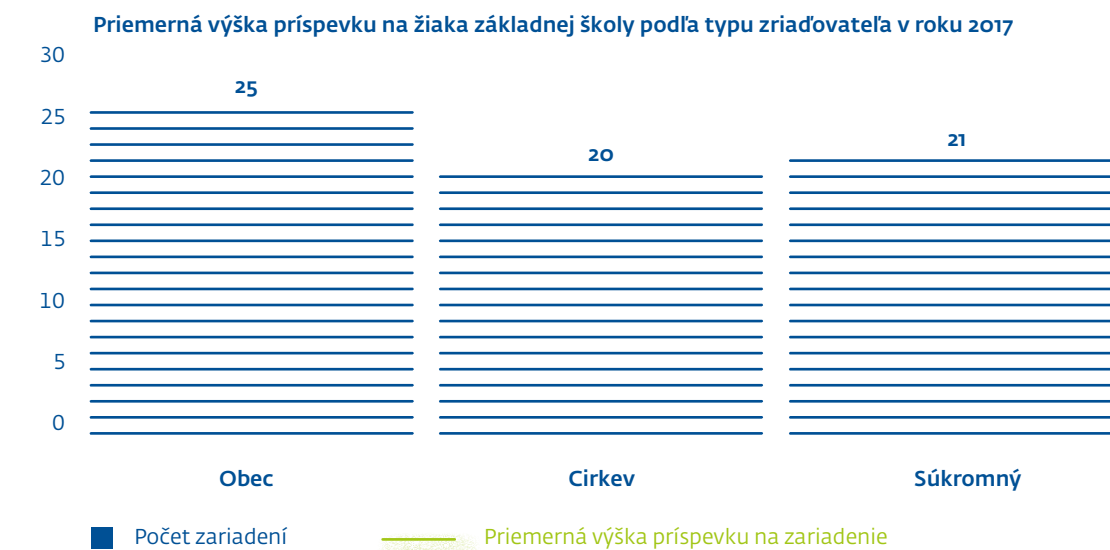 Priemerná výška príspevku na žiaka základnej školy podľa typu zriaďovateľa v roku 2017
30
25
20
15
10
5
0
25
20
21
Obec
Cirkev
Súkromný
Počet zariadení
Priemerná výška príspevku na zariadenie